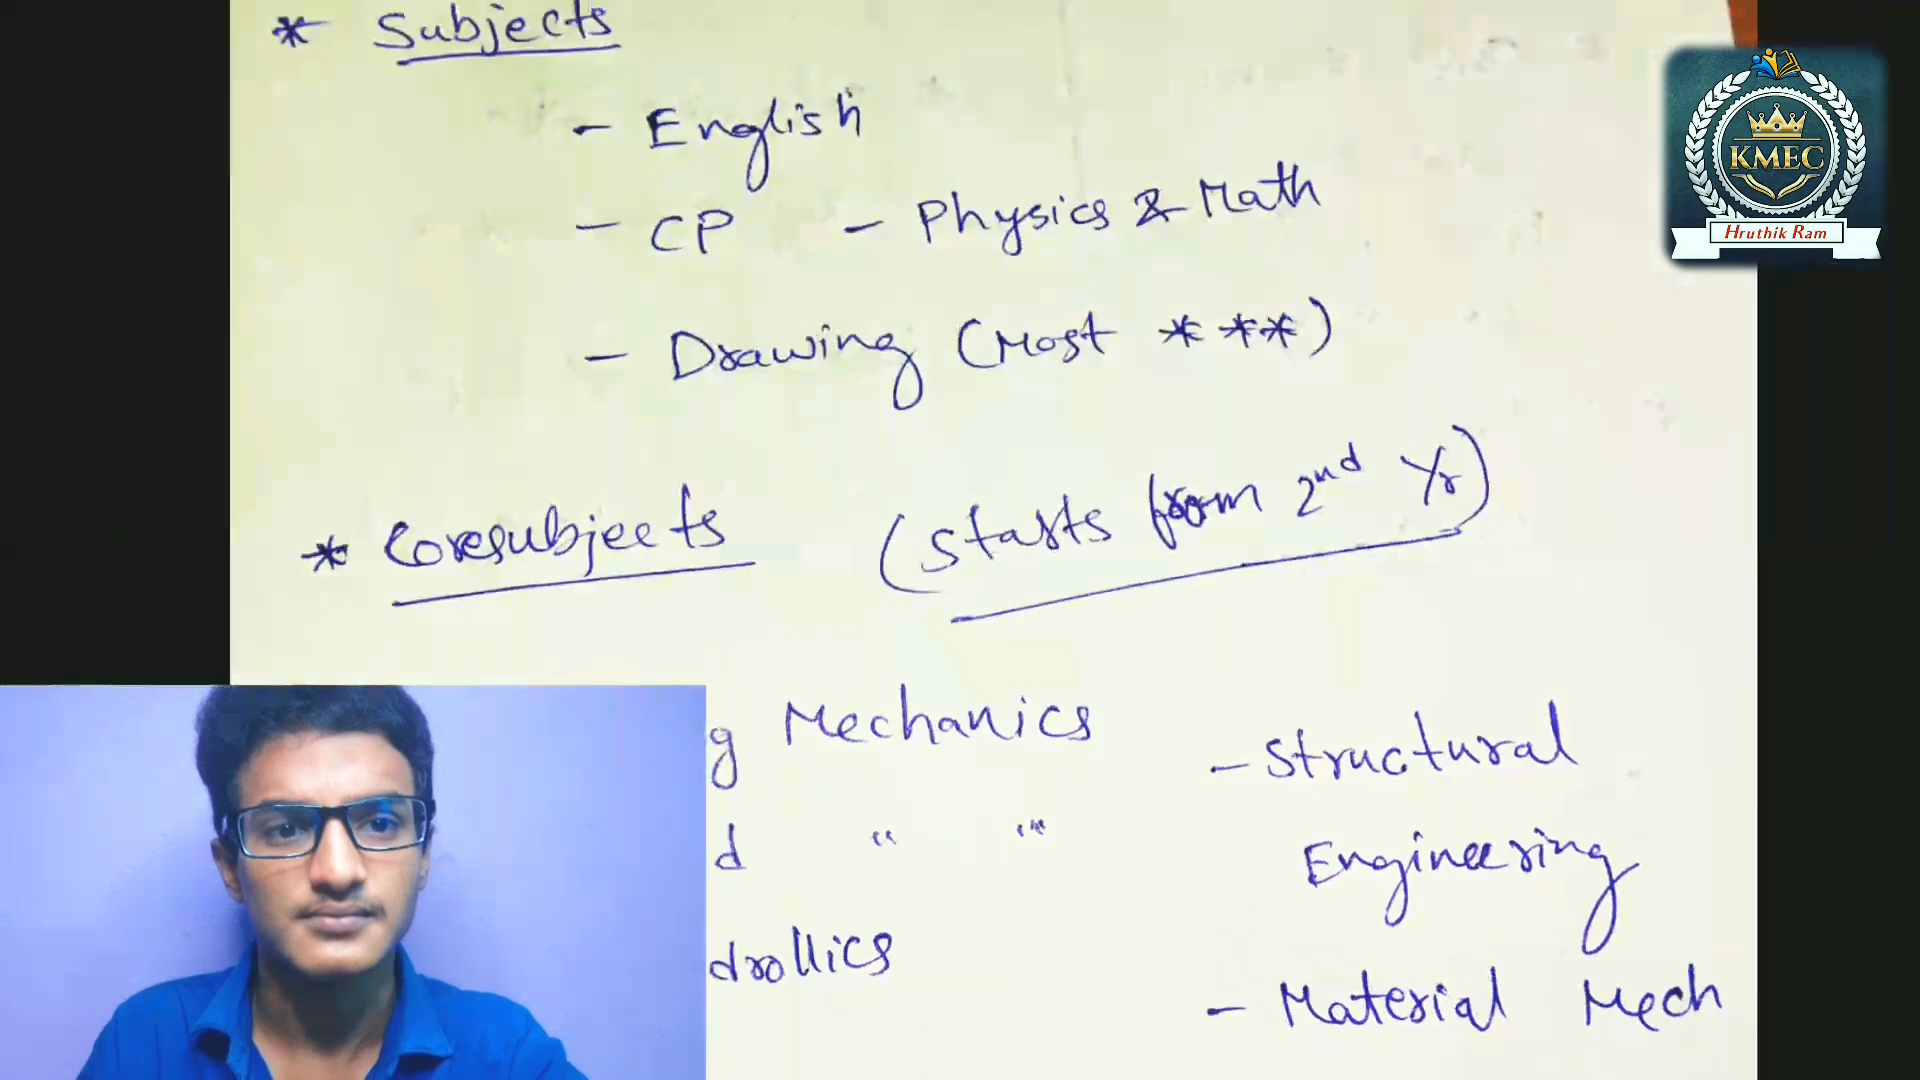 * Subjects
- English
- CP - Physics & Math
- Drawing (Most ***)
* Coresubjects (Starts from 2nd Yr)
g Mechanics
d " "
drollics
- Structural
Engineering
- Material Mech
KMEC
Hruthik Ram